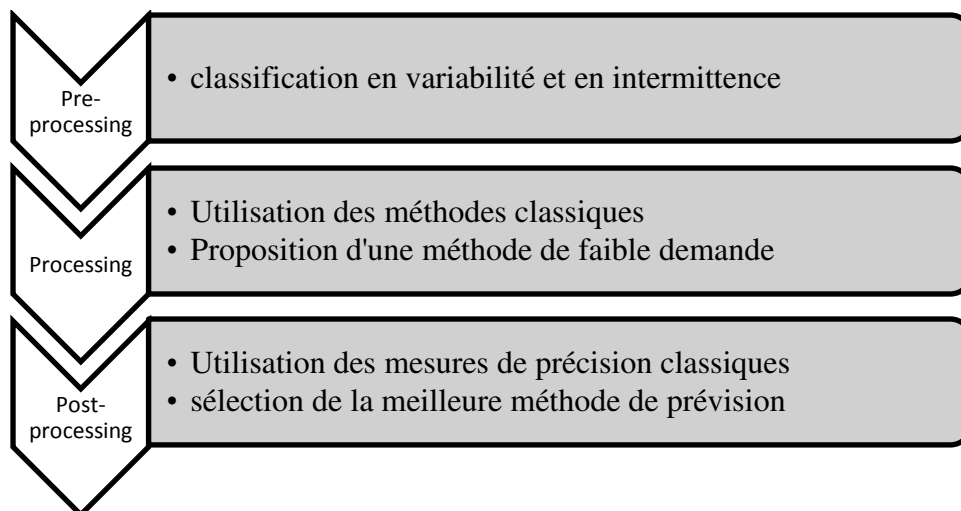 Pre-
processing
• classification en variabilité et en intermittence
Processing
• Utilisation des méthodes classiques
• Proposition d'une méthode de faible demande
Post-
processing
• Utilisation des mesures de précision classiques
• sélection de la meilleure méthode de prévision